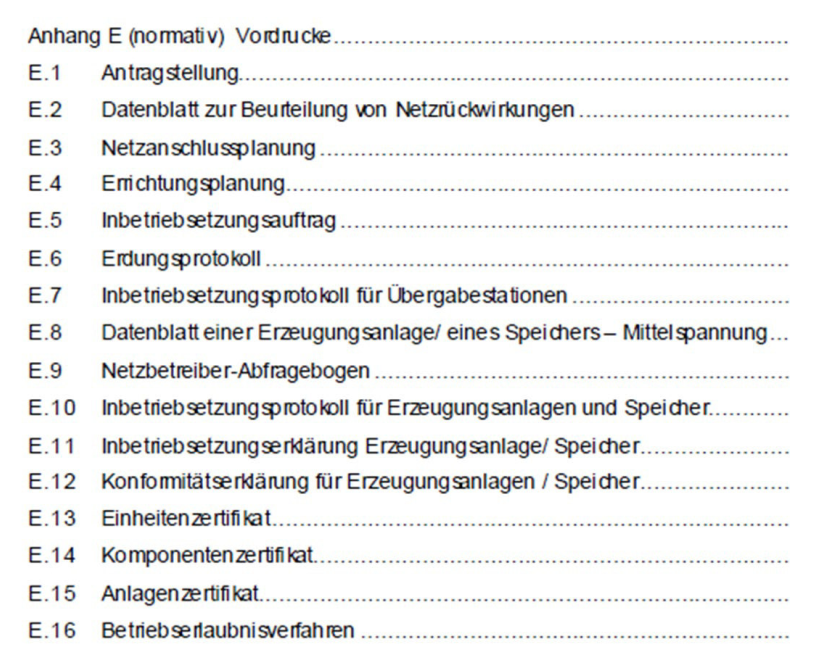 Anhang E (normativ) Vordrucke
E.1 Antragstellung
E.2 Datenblatt zur Beurteilung von Netzrückwirkungen
E.3 Netzanschlussplanung
E.4 Errichtungsplanung
E.5 Inbetriebsetzungsauftrag
E.6 Erdungsprotokoll
E.7 Inbetriebsetzungsprotokoll für Übergabestationen
E.8 Datenblatt einer Erzeugungsanlage/ eines Speichers – Mittelspannung
E.9 Netzbetreiber-Abfragebogen
E.10 Inbetriebsetzungsprotokoll für Erzeugungsanlagen und Speicher
E.11 Inbetriebsetzungserklärung Erzeugungsanlage/ Speicher
E.12 Konformitätserklärung für Erzeugungsanlagen / Speicher
E.13 Einheitenzertifikat
E.14 Komponentenzertifikat
E.15 Anlagenzertifikat
E.16 Betriebserlaubnisverfahren